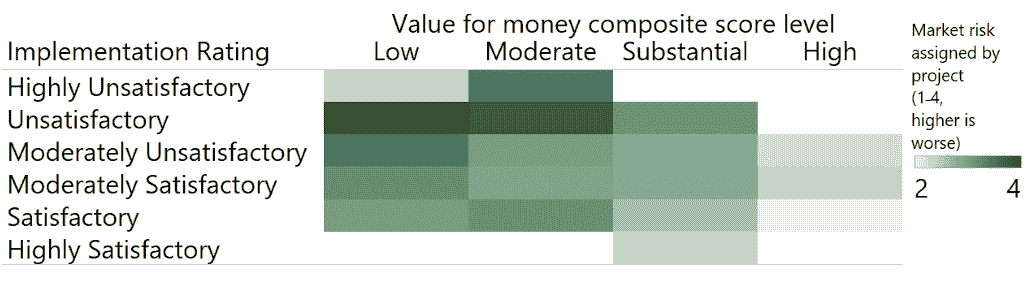 Value for money composite score level
Implementation Rating Low Moderate Substantial High
Highly Unsatisfactory
Unsatisfactory
Moderately Unsatisfactory
Moderately Satisfactory
Satisfactory
Highly Satisfactory
Market risk
assigned by
project
(1-4,
higher is
worse)
2 4